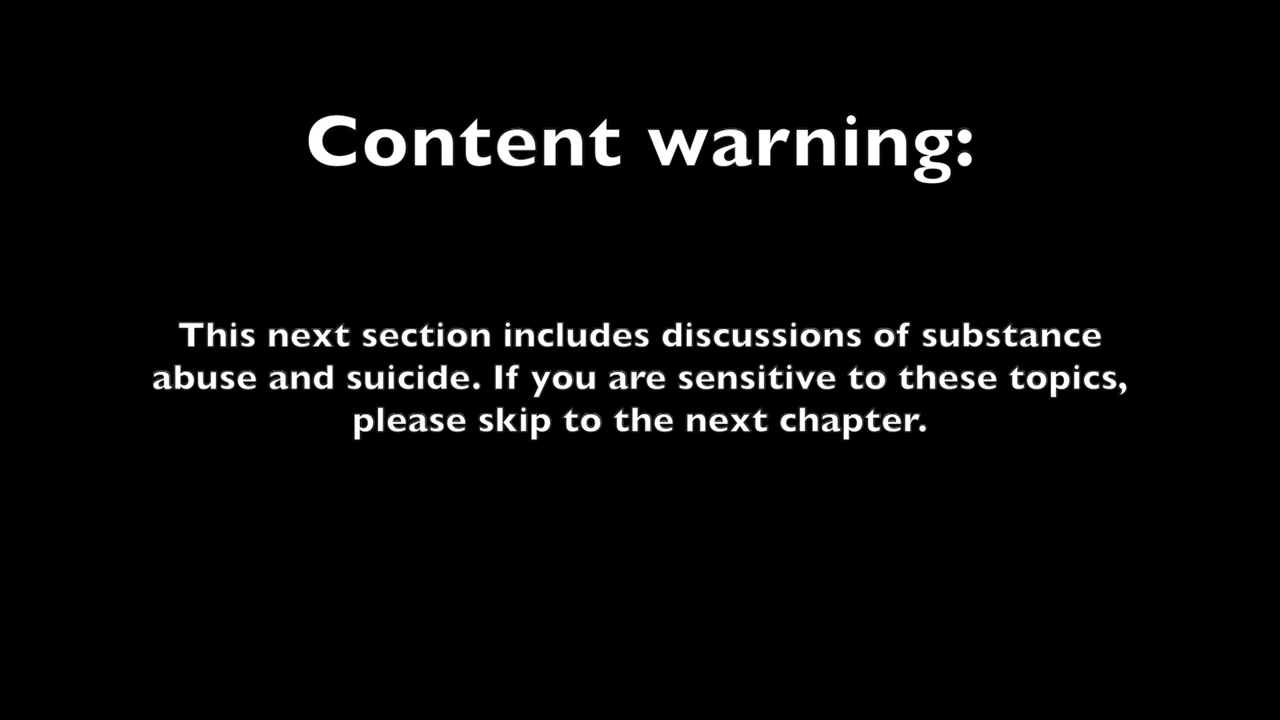 Content warning:
This next section includes discussions of substance
abuse and suicide. If you are sensitive to these topics,
please skip to the next chapter.